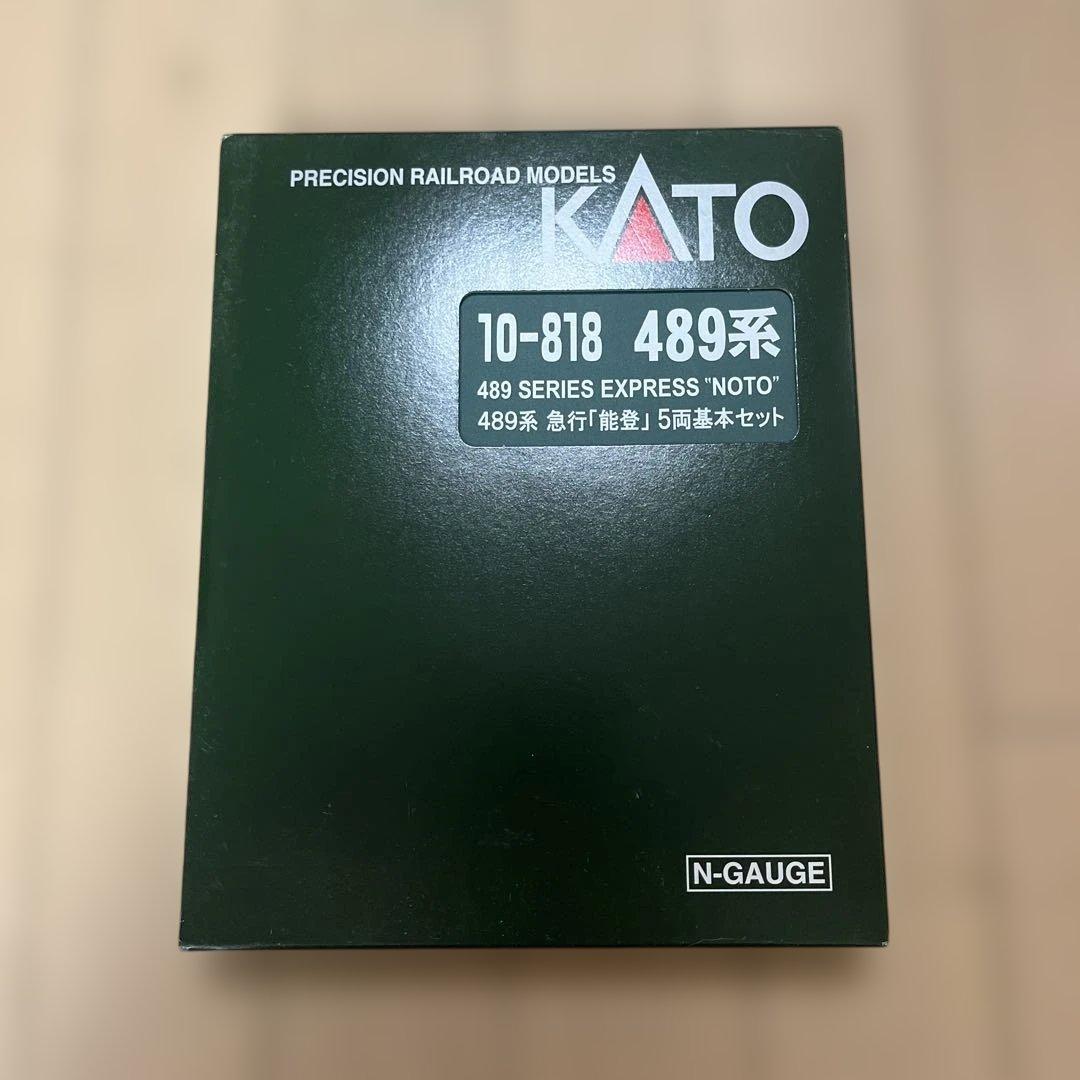 PRECISION RAILROAD MODELS
KATO
10-818 489系
489 SERIES EXPRESS "NOTO"
489系 急行「能登」 5両基本セット
N-GAUGE